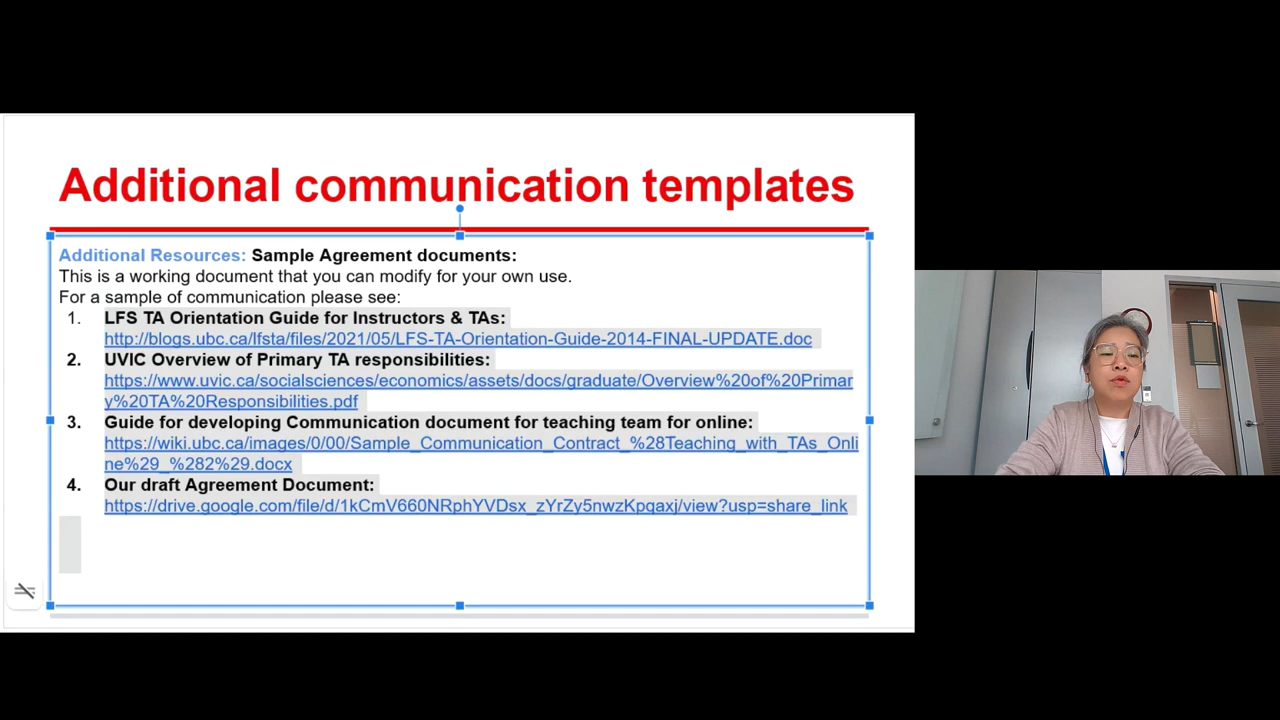 Additional communication templates
Additional Resources: Sample Agreement documents:
This is a working document that you can modify for your own use.
For a sample of communication please see:
1. LFS TA Orientation Guide for Instructors & TAs:
http://blogs.ubc.ca/lfsta/files/2021/05/LFS-TA-Orientation-Guide-2014-FINAL-UPDATE.doc
2. UVIC Overview of Primary TA responsibilities:
https://www.uvic.ca/socialsciences/economics/assets/docs/graduate/Overview%20of%20Primar
y%20TA%20Responsibilities.pdf
3. Guide for developing Communication document for teaching team for online:
https://wiki.ubc.ca/images/0/00/Sample_Communication_Contract_%28Teaching_with_TAs_Onli
ne%29_%282%29.docx
4. Our draft Agreement Document:
https://drive.google.com/file/d/1kCmV660NRphYVDsx_zYrZy5nwzKpqaxj/view?usp=share_link